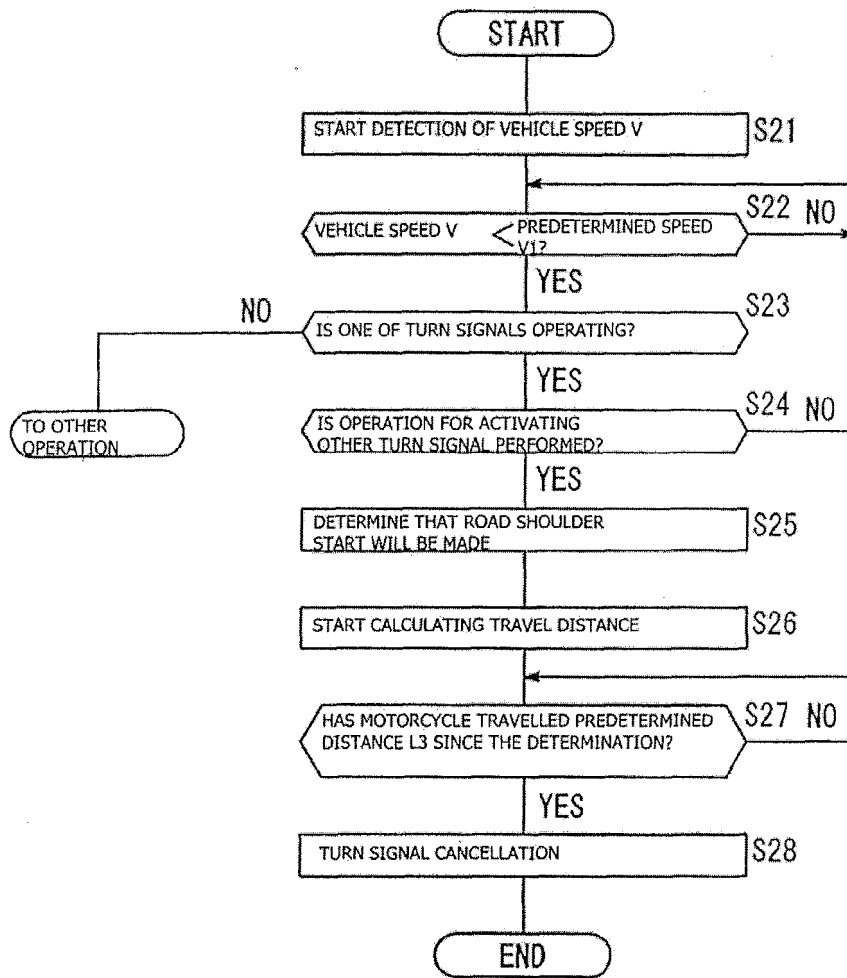 START
START DETECTION OF VEHICLE SPEED V
S21
S22 NO
VEHICLE SPEED V < PREDETERMINED SPEED
V1?
YES
S23
NO
IS ONE OF TURN SIGNALS OPERATING?
YES
S24 NO
TO OTHER
OPERATION
IS OPERATION FOR ACTIVATING
OTHER TURN SIGNAL PERFORMED?
YES
DETERMINE THAT ROAD SHOULDER
START WILL BE MADE
S25
START CALCULATING TRAVEL DISTANCE
S26
HAS MOTORCYCLE TRAVELLED PREDETERMINED
DISTANCE L3 SINCE THE DETERMINATION?
S27 NO
YES
TURN SIGNAL CANCELLATION
S28
END